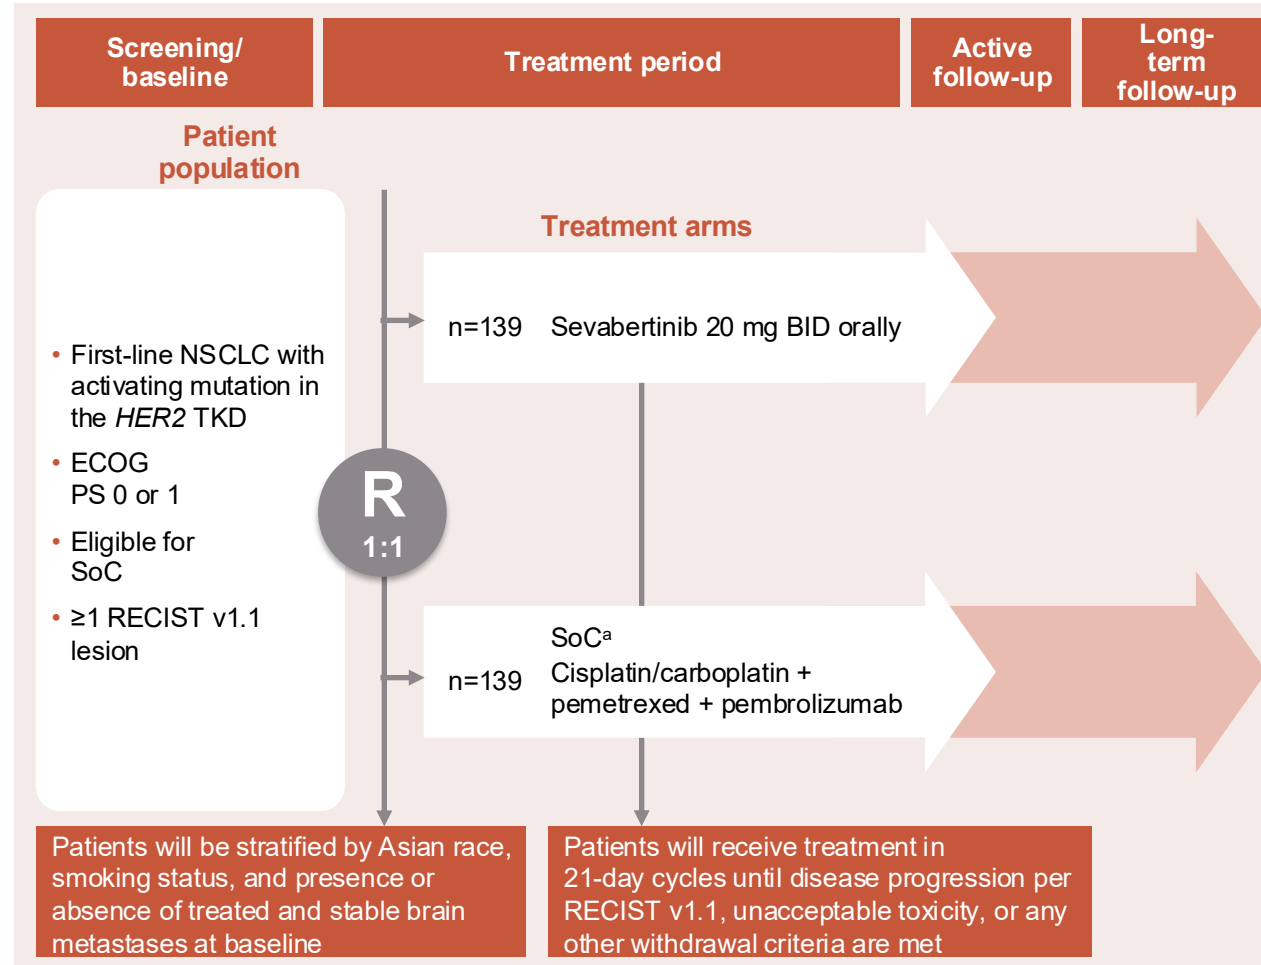 Screening/
baseline
Treatment period
Active
follow-up
Long-
term
follow-up
Patient
population
• First-line NSCLC with
activating mutation in
the HER2 TKD
• ECOG
PS 0 or 1
• Eligible for
SoC
• ≥1 RECIST v1.1
lesion
R
1:1
Treatment arms
n=139 Sevabertinib 20 mg BID orally
n=139
SoCᵃ
Cisplatin/carboplatin +
pemetrexed + pembrolizumab
Patients will be stratified by Asian race,
smoking status, and presence or
absence of treated and stable brain
metastases at baseline
Patients will receive treatment in
21-day cycles until disease progression per
RECIST v1.1, unacceptable toxicity, or any
other withdrawal criteria are met